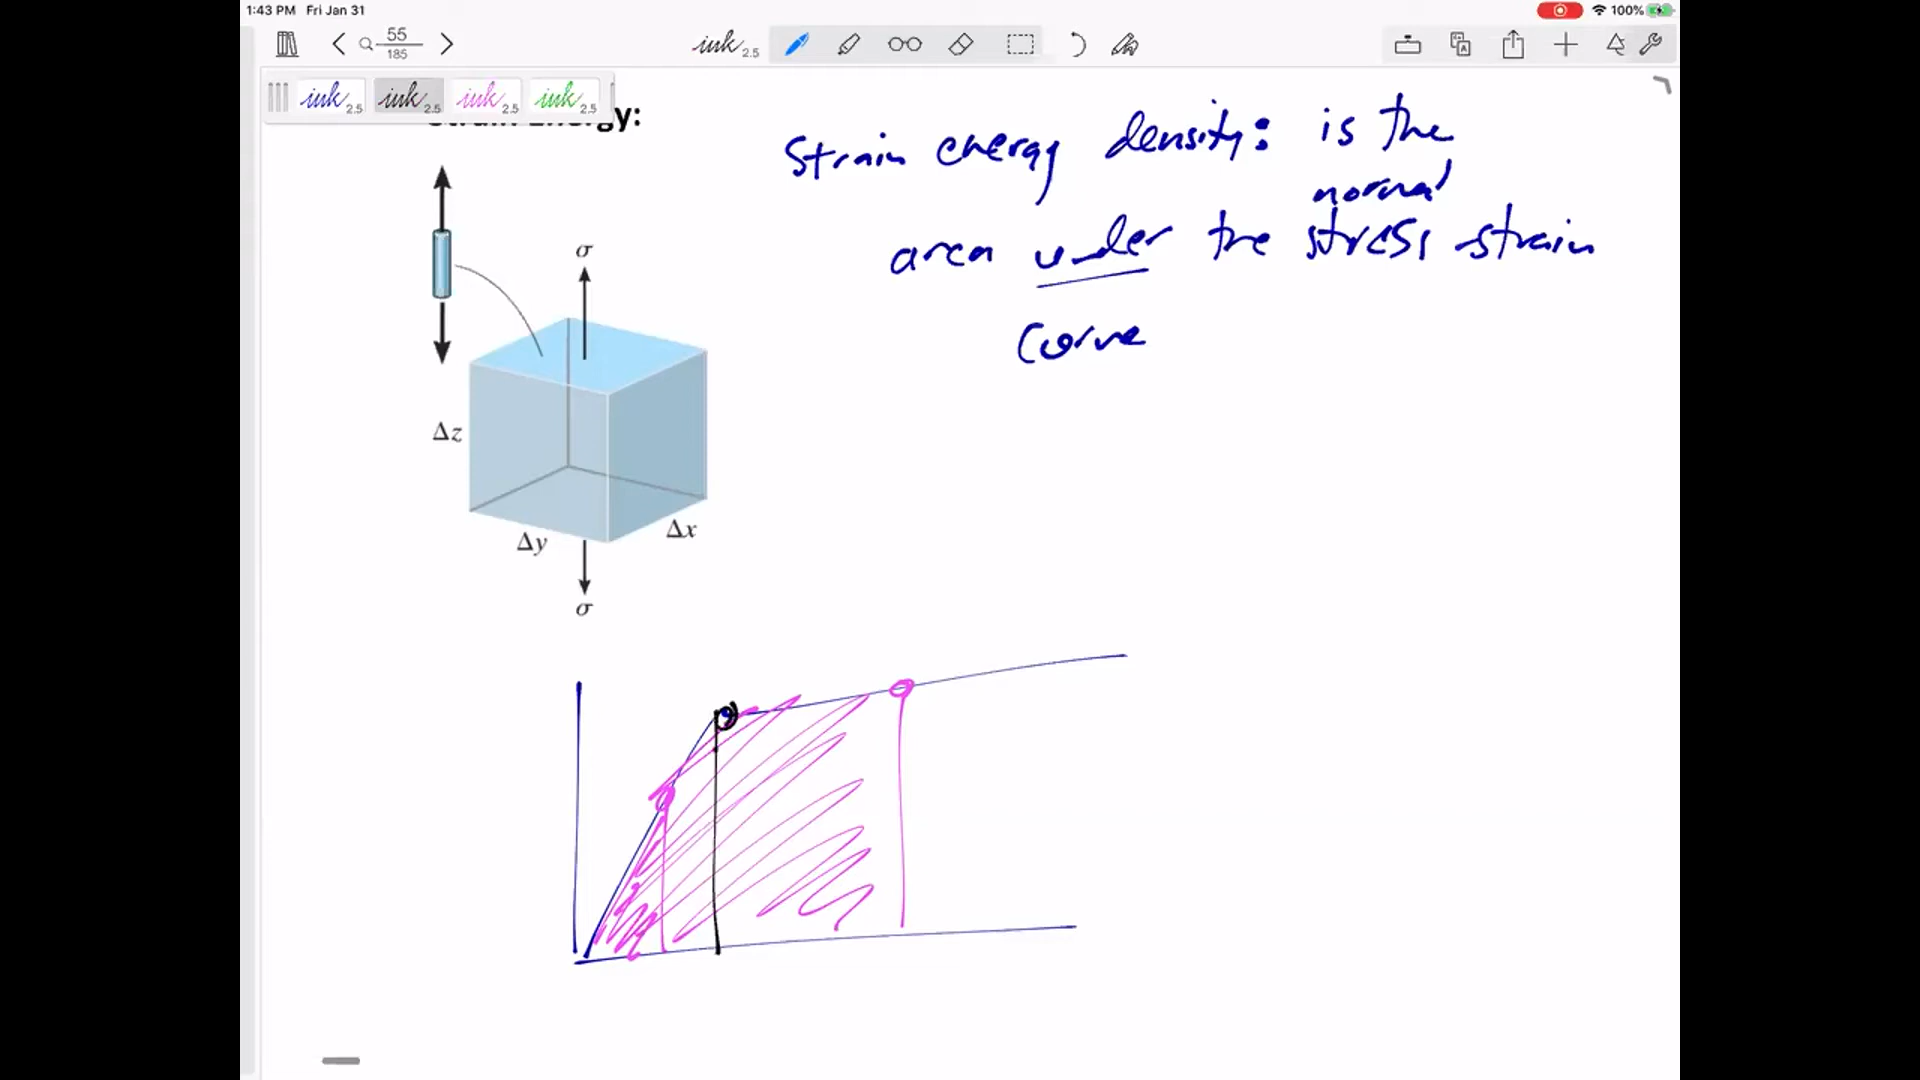 1:43 PM Fri Jan 31
100%
55
185
ink 2.5
ink 2.5 ink 2.5 ink 2.5 ink 2.5
Strain Energy:
Strain energy density: is the
normal
area under the stress strain
curve
σ
Δz
Δy
Δx
σ